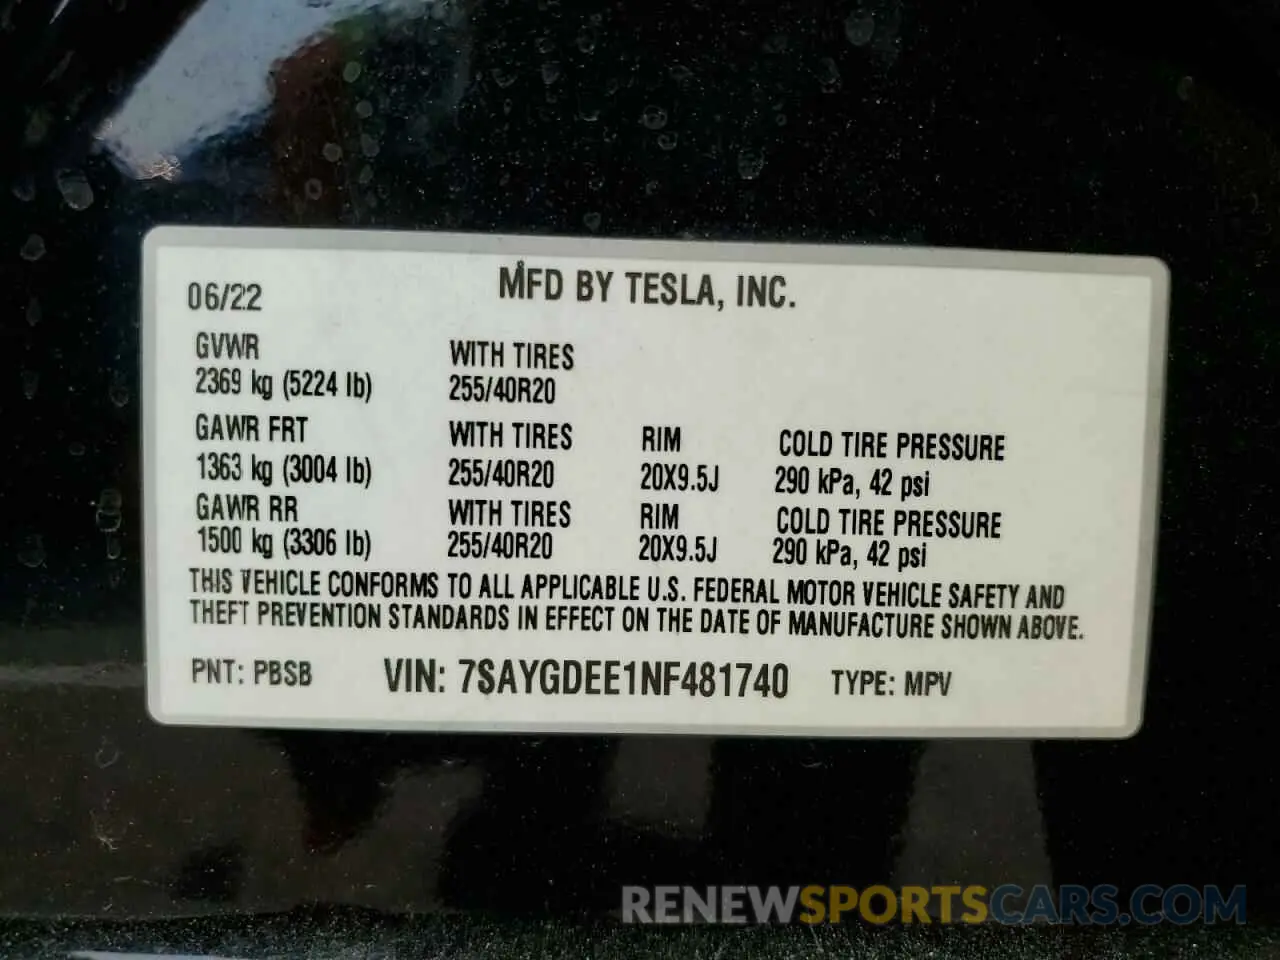 MFD BY TESLA, INC.
06/22
GVWR WITH TIRES
2369 kg (5224 lb) 255/40R20
GAWR FRT WITH TIRES RIM COLD TIRE PRESSURE
1363 kg (3004 lb) 255/40R20 20X9.5J 290 kPa, 42 psi
GAWR RR WITH TIRES RIM COLD TIRE PRESSURE
1500 kg (3306 lb) 255/40R20 20X9.5J 290 kPa, 42 psi
THIS VEHICLE CONFORMS TO ALL APPLICABLE U.S. FEDERAL MOTOR VEHICLE SAFETY AND
THEFT PREVENTION STANDARDS IN EFFECT ON THE DATE OF MANUFACTURE SHOWN ABOVE.
PNT: PBSB VIN: 7SAYGDEE1NF481740 TYPE: MPV
RENEWSPORTSCARS.COM